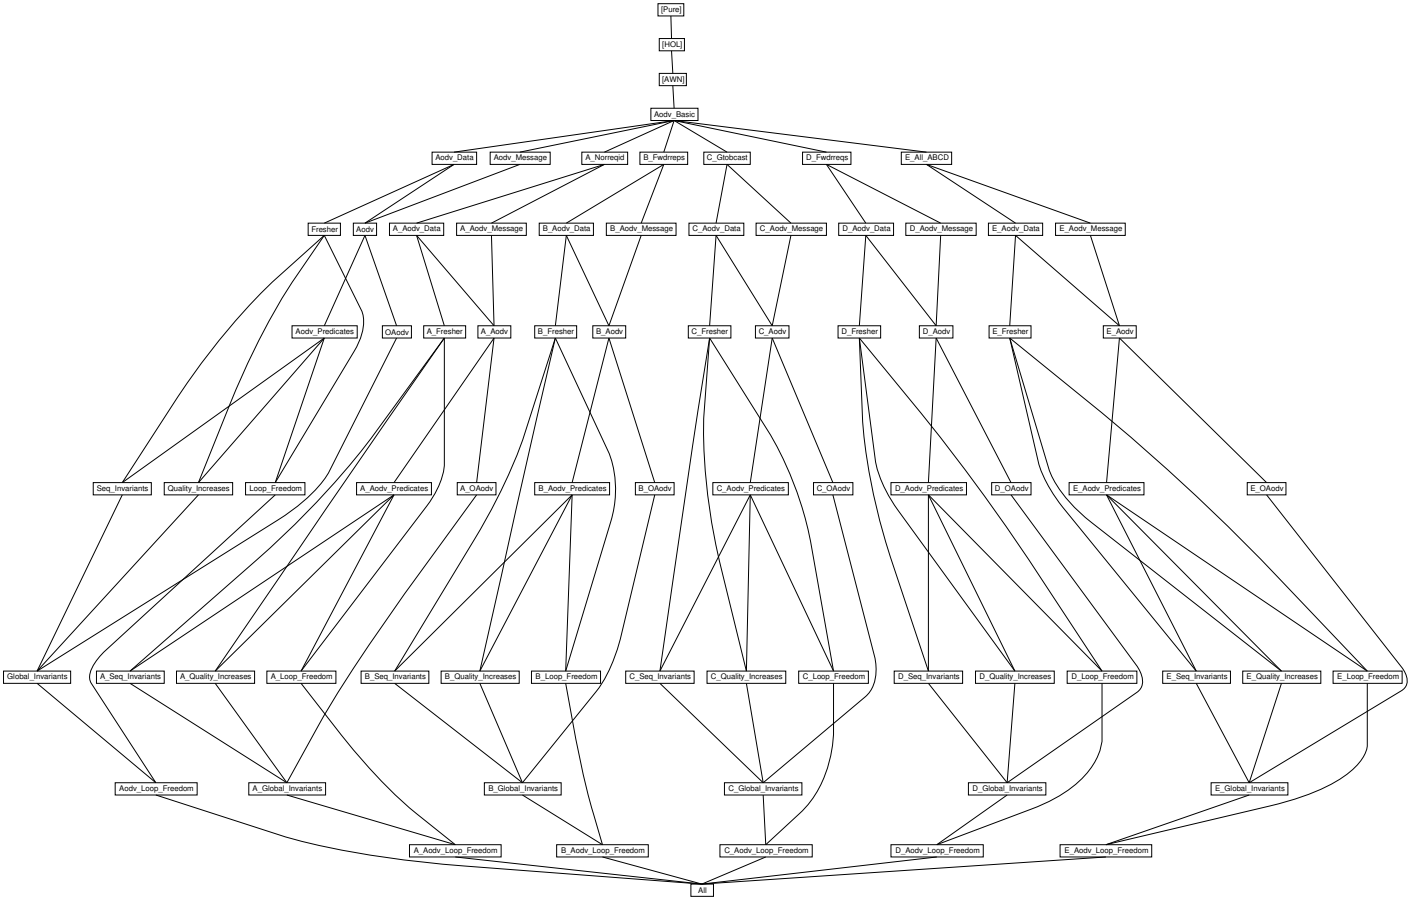 [Pure]
[HOL]
[AWN]
Aodv_Basic
Aodv_Data Aodv_Message A_Norreqid B_Fwdrreps C_Gtobcast D_Fwdrreqs E_All_ABCD
Fresher Aodv A_Aodv_Data A_Aodv_Message B_Aodv_Data B_Aodv_Message C_Aodv_Data C_Aodv_Message D_Aodv_Data D_Aodv_Message E_Aodv_Data E_Aodv_Message
Aodv_Predicates OAodv A_Fresher A_Aodv B_Fresher B_Aodv C_Fresher C_Aodv D_Fresher D_Aodv E_Fresher E_Aodv
Seq_Invariants Quality_Increases Loop_Freedom A_Aodv_Predicates A_OAodv B_Aodv_Predicates B_OAodv C_Aodv_Predicates C_OAodv D_Aodv_Predicates D_OAodv E_Aodv_Predicates E_OAodv
Global_Invariants A_Seq_Invariants A_Quality_Increases A_Loop_Freedom B_Seq_Invariants B_Quality_Increases B_Loop_Freedom C_Seq_Invariants C_Quality_Increases C_Loop_Freedom D_Seq_Invariants D_Quality_Increases D_Loop_Freedom E_Seq_Invariants E_Quality_Increases E_Loop_Freedom
Aodv_Loop_Freedom A_Global_Invariants B_Global_Invariants C_Global_Invariants D_Global_Invariants E_Global_Invariants
A_Aodv_Loop_Freedom B_Aodv_Loop_Freedom C_Aodv_Loop_Freedom D_Aodv_Loop_Freedom E_Aodv_Loop_Freedom
All